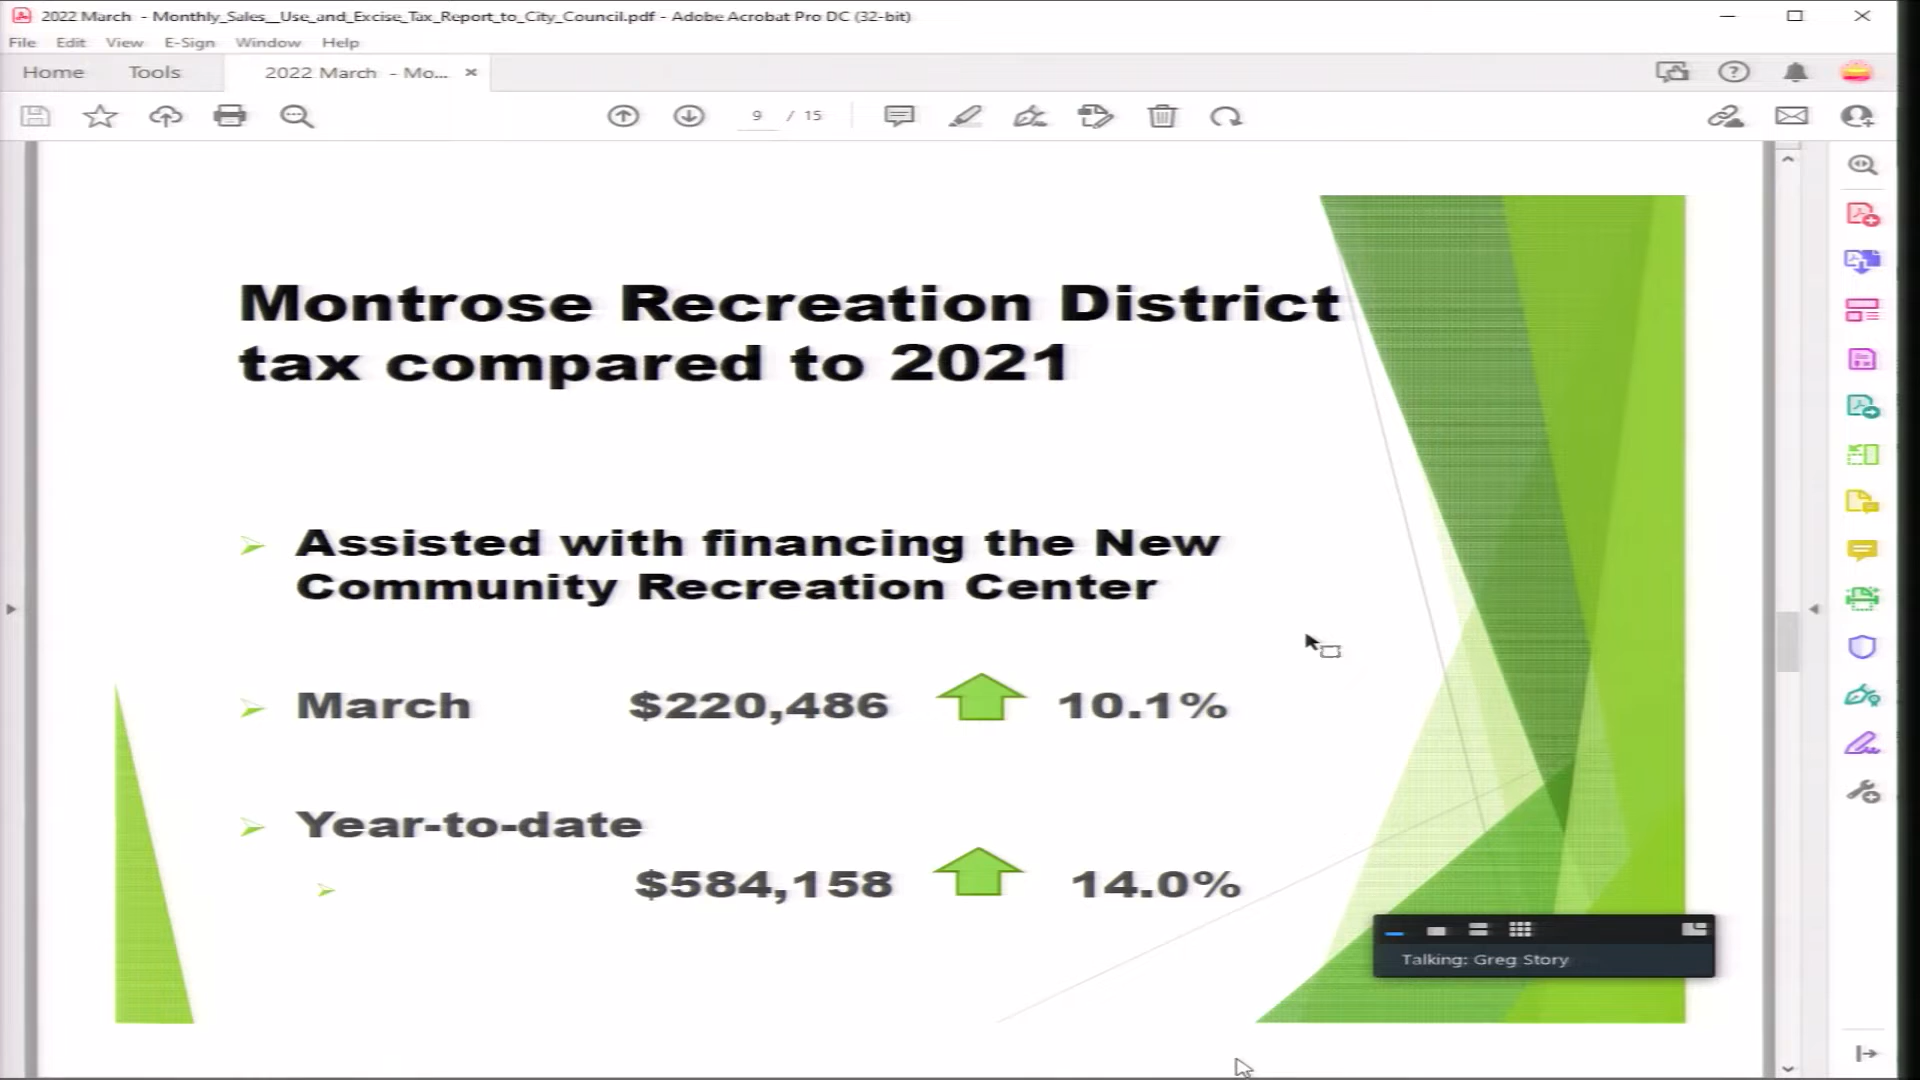 2022 March - Monthly_Sales__Use_and_Excise_Tax_Report_to_City_Council.pdf - Adobe Acrobat Pro DC (32-bit)
File Edit View E-Sign Window Help
Home Tools 2022 March - Mo... ×
9 / 15
Montrose Recreation District
tax compared to 2021
Assisted with financing the New
Community Recreation Center
March $220,486 10.1%
Year-to-date
$584,158 14.0%
Talking: Greg Story